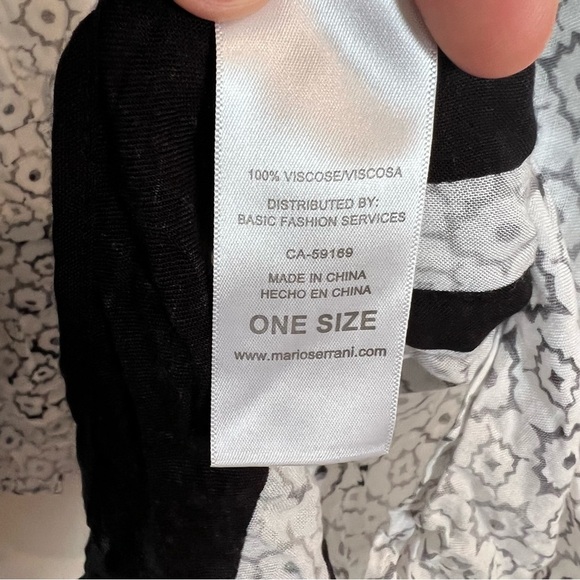 100% VISCOSE/VISCOSA
DISTRIBUTED BY:
BASIC FASHION SERVICES
CA-59169
MADE IN CHINA
HECHO EN CHINA
ONE SIZE
www.marioserrani.com